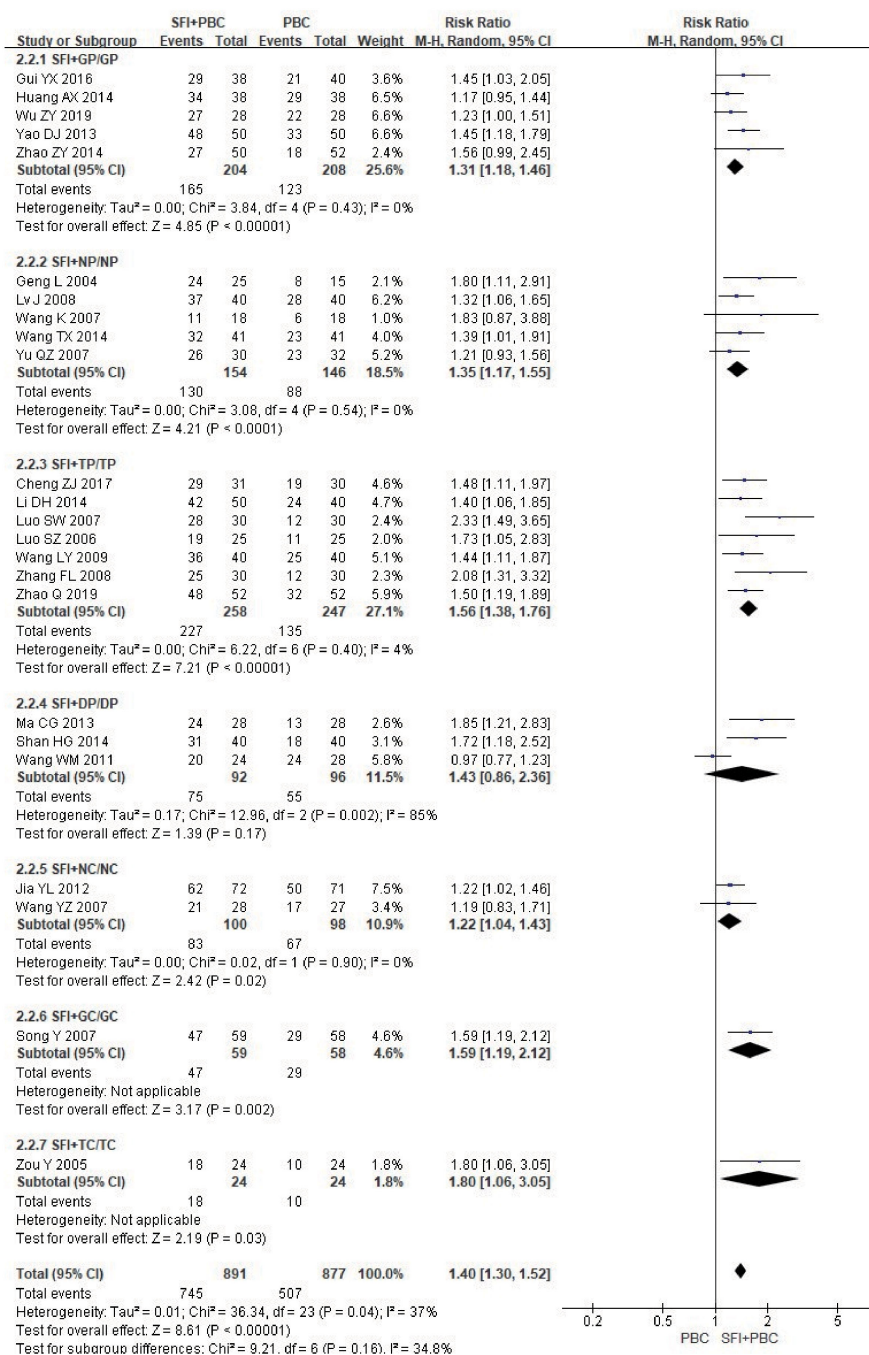 SFI+PBC PBC Risk Ratio Risk Ratio
Study or Subgroup Events Total Events Total Weight M-H, Random, 95% CI M-H, Random, 95% CI
2.2.1 SFI+GP/GP
Gui YX 2016 29 38 21 40 3.6% 1.45 [1.03, 2.05]
Huang AX 2014 34 38 29 38 6.5% 1.17 [0.95, 1.44]
Wu ZY 2019 27 28 22 28 6.6% 1.23 [1.00, 1.51]
Yao DJ 2013 48 50 33 50 6.4% 1.45 [1.18, 1.79]
Zhao ZY 2014 27 50 18 52 2.4% 1.56 [0.99, 2.45]
Subtotal (95% CI) 204 208 25.6% 1.31 [1.18, 1.46]
Total events 165 123
Heterogeneity: Tau² = 0.00; Chi² = 3.84, df = 4 (P = 0.43); I² = 0%
Test for overall effect: Z = 4.85 (P < 0.00001)
2.2.2 SFI+NP/NP
Geng L 2004 24 25 8 15 2.1% 1.80 [1.11, 2.91]
Lv J 2008 37 40 28 40 6.2% 1.32 [1.06, 1.65]
Wang K 2007 11 18 6 18 1.0% 1.83 [0.87, 3.88]
Wang TX 2014 32 41 23 41 4.0% 1.39 [1.01, 1.91]
Yu QZ 2007 26 30 23 32 5.2% 1.21 [0.93, 1.56]
Subtotal (95% CI) 154 146 18.5% 1.35 [1.17, 1.55]
Total events 130 88
Heterogeneity: Tau² = 0.00; Chi² = 3.08, df = 4 (P = 0.54); I² = 0%
Test for overall effect: Z = 4.21 (P < 0.0001)
2.2.3 SFI+TP/TP
Cheng ZJ 2017 29 31 19 30 4.6% 1.48 [1.11, 1.97]
Li DH 2014 42 50 24 40 4.7% 1.40 [1.06, 1.85]
Luo SW 2007 28 30 12 30 2.4% 2.33 [1.49, 3.65]
Luo SZ 2006 19 25 11 25 2.0% 1.73 [1.05, 2.83]
Wang LY 2009 36 40 25 40 5.1% 1.44 [1.11, 1.87]
Zhang FL 2008 25 30 12 30 2.3% 2.08 [1.31, 3.32]
Zhao Q 2019 48 52 32 52 5.9% 1.50 [1.19, 1.89]
Subtotal (95% CI) 258 247 27.1% 1.56 [1.38, 1.76]
Total events 227 135
Heterogeneity: Tau² = 0.00; Chi² = 6.22, df = 6 (P = 0.40); I² = 4%
Test for overall effect: Z = 7.21 (P < 0.00001)
2.2.4 SFI+DP/DP
Ma CG 2013 24 28 13 28 2.6% 1.85 [1.21, 2.83]
Shan HG 2014 31 40 18 40 3.1% 1.72 [1.18, 2.52]
Wang WM 2011 20 24 24 28 5.8% 0.97 [0.77, 1.23]
Subtotal (95% CI) 92 96 11.5% 1.43 [0.86, 2.36]
Total events 75 55
Heterogeneity: Tau² = 0.17; Chi² = 12.96, df = 2 (P = 0.002); I² = 85%
Test for overall effect: Z = 1.39 (P = 0.17)
2.2.5 SFI+NC/NC
Jia YL 2012 62 72 50 71 7.5% 1.22 [1.02, 1.46]
Wang YZ 2007 21 28 17 27 3.4% 1.19 [0.83, 1.71]
Subtotal (95% CI) 100 98 10.9% 1.22 [1.04, 1.43]
Total events 83 67
Heterogeneity: Tau² = 0.00; Chi² = 0.02, df = 1 (P = 0.90); I² = 0%
Test for overall effect: Z = 2.42 (P = 0.02)
2.2.6 SFI+GC/GC
Song Y 2007 47 59 29 58 4.6% 1.59 [1.19, 2.12]
Subtotal (95% CI) 59 58 4.6% 1.59 [1.19, 2.12]
Total events 47 29
Heterogeneity: Not applicable
Test for overall effect: Z = 3.17 (P = 0.002)
2.2.7 SFI+TC/TC
Zou Y 2005 18 24 10 24 1.8% 1.80 [1.06, 3.05]
Subtotal (95% CI) 24 24 1.8% 1.80 [1.06, 3.05]
Total events 18 10
Heterogeneity: Not applicable
Test for overall effect: Z = 2.19 (P = 0.03)
Total (95% CI) 891 877 100.0% 1.40 [1.30, 1.52]
Total events 745 507
Heterogeneity: Tau² = 0.01; Chi² = 36.34, df = 23 (P = 0.04); I² = 37%
Test for overall effect: Z = 8.61 (P < 0.00001)
Test for subgroup differences: Chi² = 9.21, df = 6 (P = 0.16), I² = 34.8%
0.2 0.5 1 2 5
PBC SFI+PBC